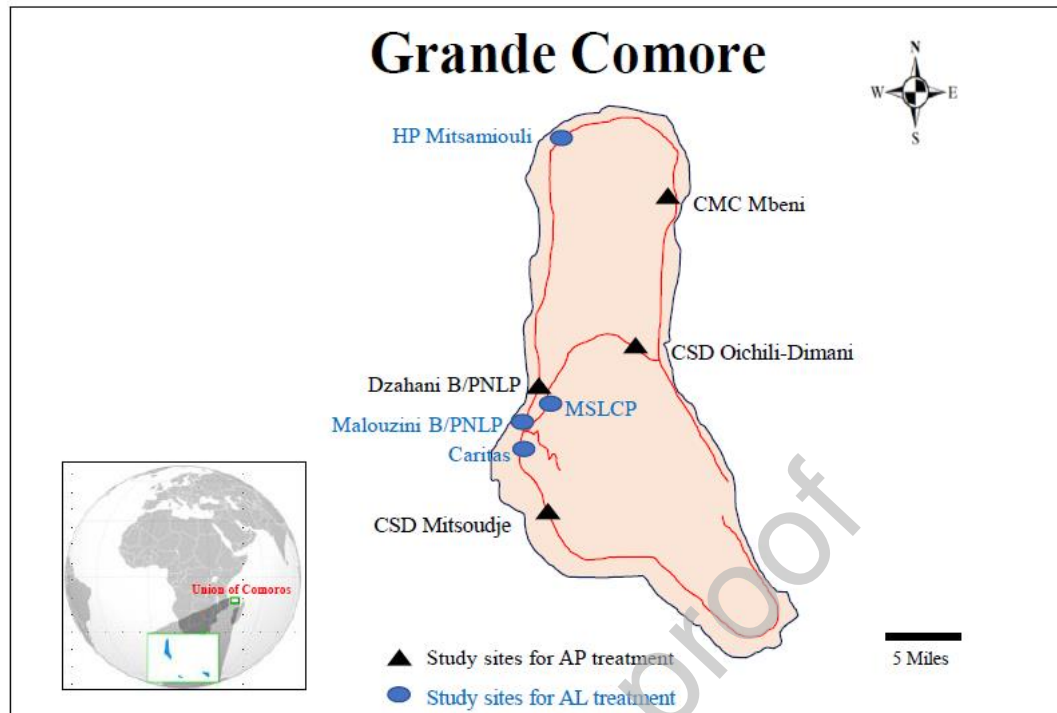 Grande Comore
N
W
E
S
HP Mitsamiouli
CMC Mbeni
CSD Oichili-Dimani
Dzahani B/PNLP
MSLCP
Malouzini B/PNLP
Caritas
CSD Mitsoudje
Union of Comoros
Study sites for AP treatment
Study sites for AL treatment
5 Miles
proof